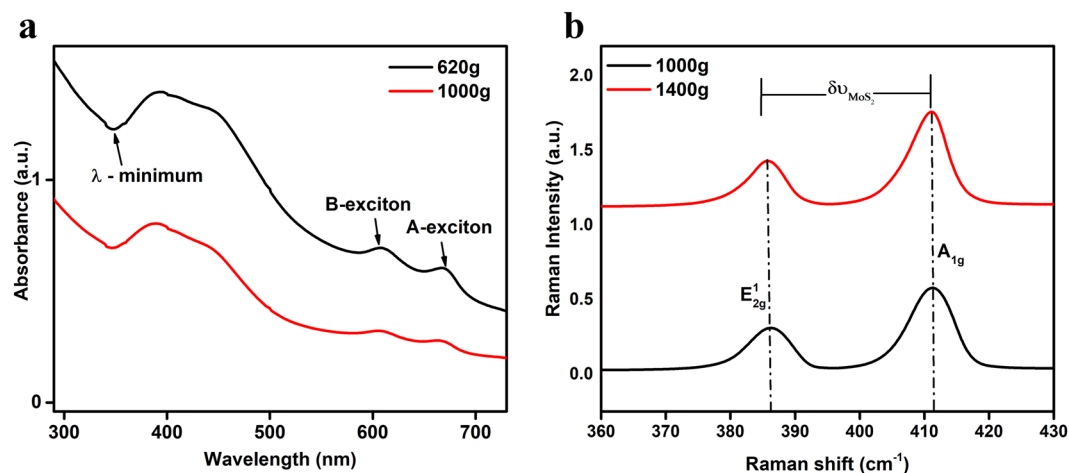 a
620g
1000g
λ - minimum
B-exciton
A-exciton
Absorbance (a.u.)
1
0
300 400 500 600 700
Wavelength (nm)
b
1000g
1400g
δυMoS₂
A1g
E¹2g
Raman Intensity (a.u.)
2.0
1.5
1.0
0.5
0.0
360 370 380 390 400 410 420 430
Raman shift (cm⁻¹)